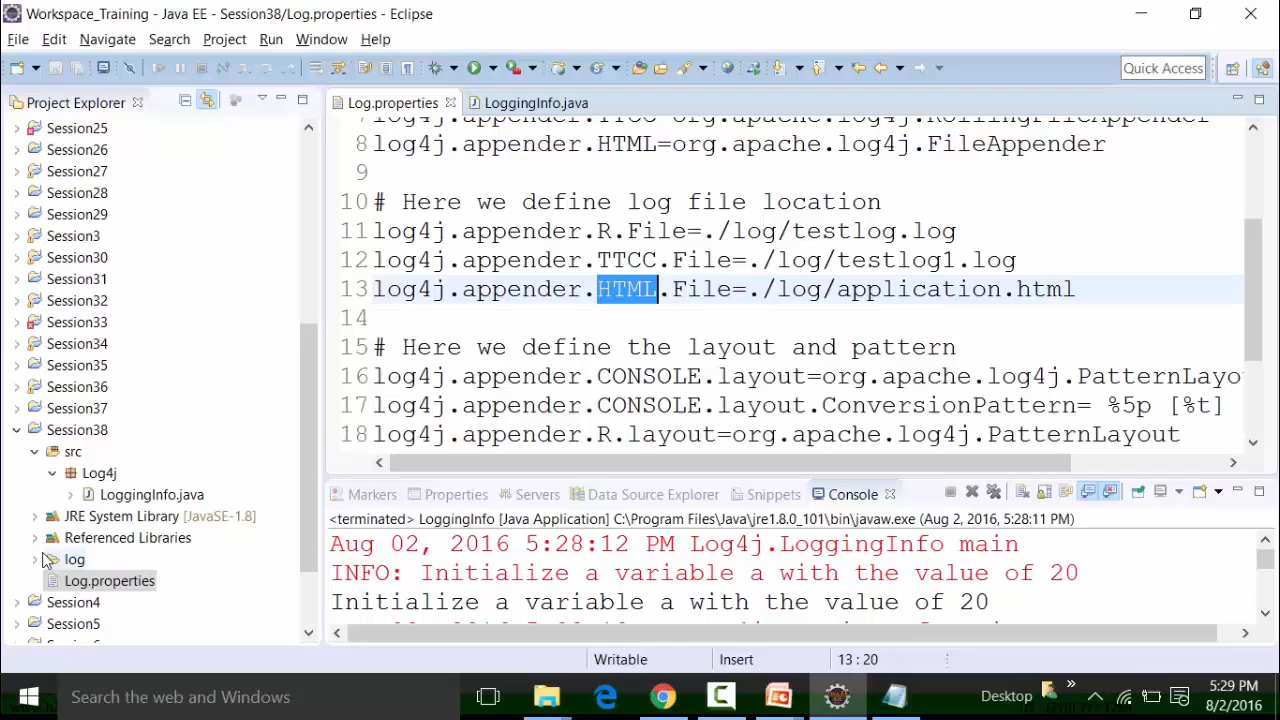 Workspace_Training - Java EE - Session38/Log.properties - Eclipse
File Edit Navigate Search Project Run Window Help
Quick Access
Project Explorer
Session25
Session26
Session27
Session28
Session29
Session3
Session30
Session31
Session32
Session33
Session34
Session35
Session36
Session37
Session38
src
Log4j
LoggingInfo.java
JRE System Library [JavaSE-1.8]
Referenced Libraries
log
Log.properties
Session4
Session5
Log.properties LoggingInfo.java
8 log4j.appender.HTML=org.apache.log4j.FileAppender
9
10 # Here we define log file location
11 log4j.appender.R.File=./log/testlog.log
12 log4j.appender.TTCC.File=./log/testlog1.log
13 log4j.appender.HTML.File=./log/application.html
14
15 # Here we define the layout and pattern
16 log4j.appender.CONSOLE.layout=org.apache.log4j.PatternLayo
17 log4j.appender.CONSOLE.layout.ConversionPattern= %5p [%t]
18 log4j.appender.R.layout=org.apache.log4j.PatternLayout
Markers Properties Servers Data Source Explorer Snippets Console
<terminated> LoggingInfo [Java Application] C:\Program Files\Java\jre1.8.0_101\bin\javaw.exe (Aug 2, 2016, 5:28:11 PM)
Aug 02, 2016 5:28:12 PM Log4j.LoggingInfo main
INFO: Initialize a variable a with the value of 20
Initialize a variable a with the value of 20
Writable Insert 13 : 20
Search the web and Windows
Desktop
5:29 PM
8/2/2016